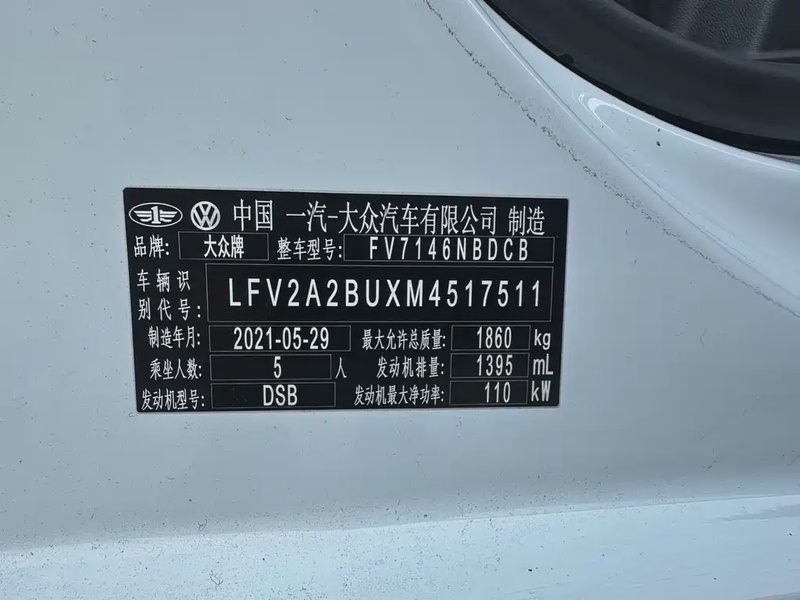 中国 一汽-大众汽车有限公司 制造
品牌: 大众牌 整车型号: FV7146NBDCB
车辆识别代号: LFV2A2BUXM4517511
制造年月: 2021-05-29 最大允许总质量: 1860 kg
乘坐人数: 5 人 发动机排量: 1395 mL
发动机型号: DSB 发动机最大净功率: 110 kW